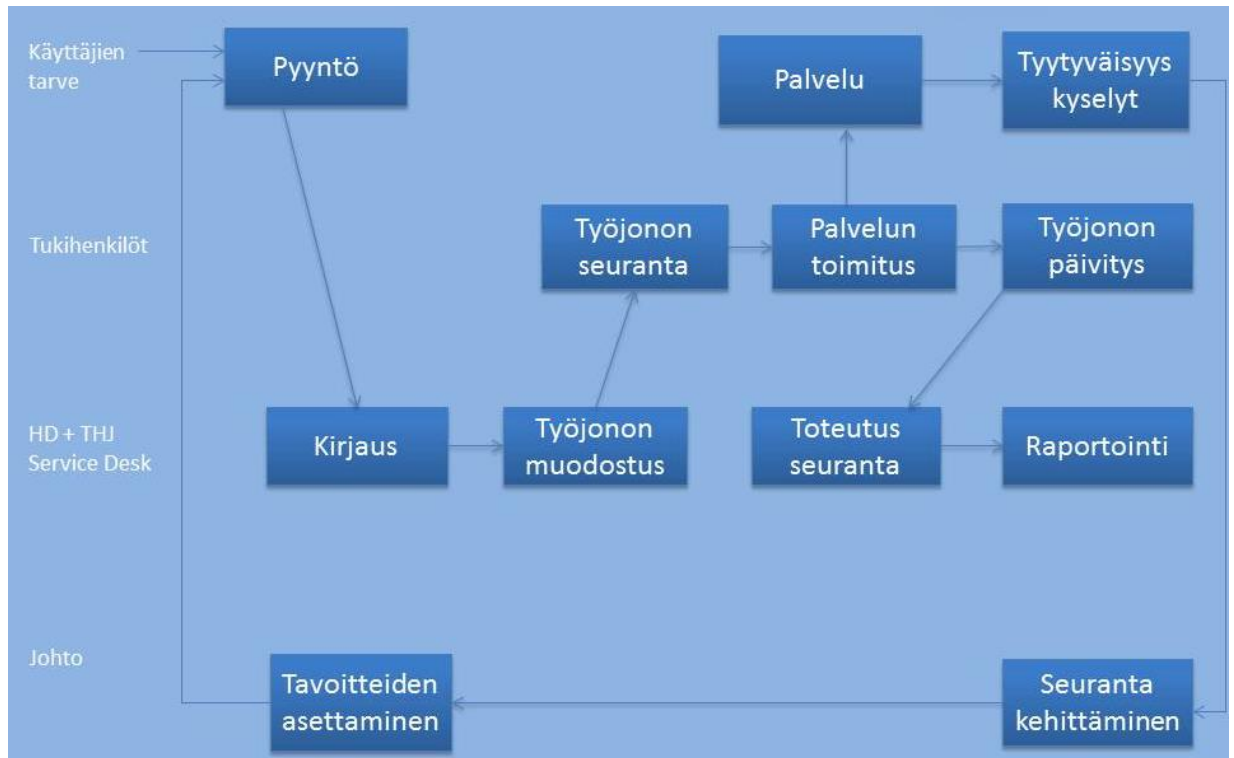 Käyttäjien
tarve
Pyyntö
Palvelu
Tyytyväisyys
kyselyt
Tukihenkilöt
Työjonon
seuranta
Palvelun
toimitus
Työjonon
päivitys
HD + THJ
Service Desk
Kirjaus
Työjonon
muodostus
Toteutus
seuranta
Raportointi
Johto
Tavoitteiden
asettaminen
Seuranta
kehittäminen